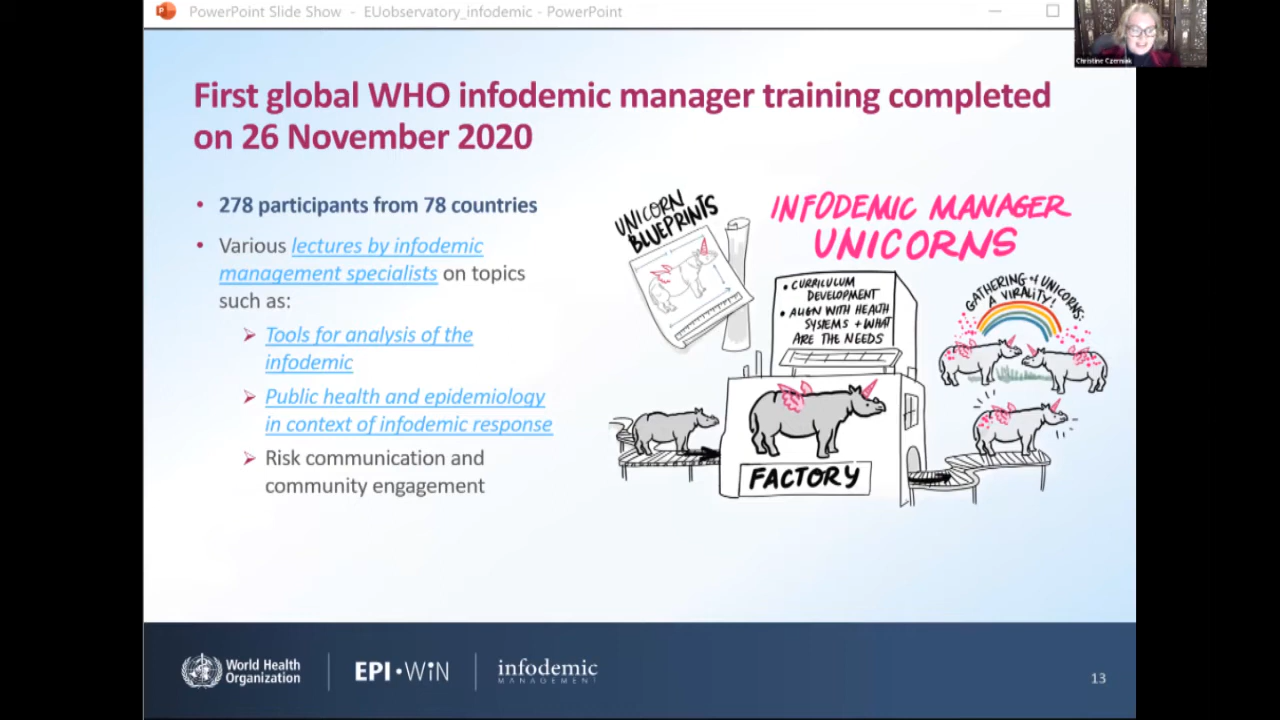 PowerPoint Slide Show - EUobservatory_infodemic - PowerPoint
Christine Czerniak
First global WHO infodemic manager training completed
on 26 November 2020
• 278 participants from 78 countries
• Various lectures by infodemic
management specialists on topics
such as:
➢ Tools for analysis of the
infodemic
➢ Public health and epidemiology
in context of infodemic response
➢ Risk communication and
community engagement
UNICORN
BLUEPRINTS
INFODEMIC MANAGER
UNICORNS
• CURRICULUM
DEVELOPMENT
• ALIGN WITH HEALTH
SYSTEMS + WHAT
ARE THE NEEDS
GATHERING of UNICORNS:
A VIRALITY!
FACTORY
World Health
Organization
EPI•WiN
infodemic
MANAGEMENT
13